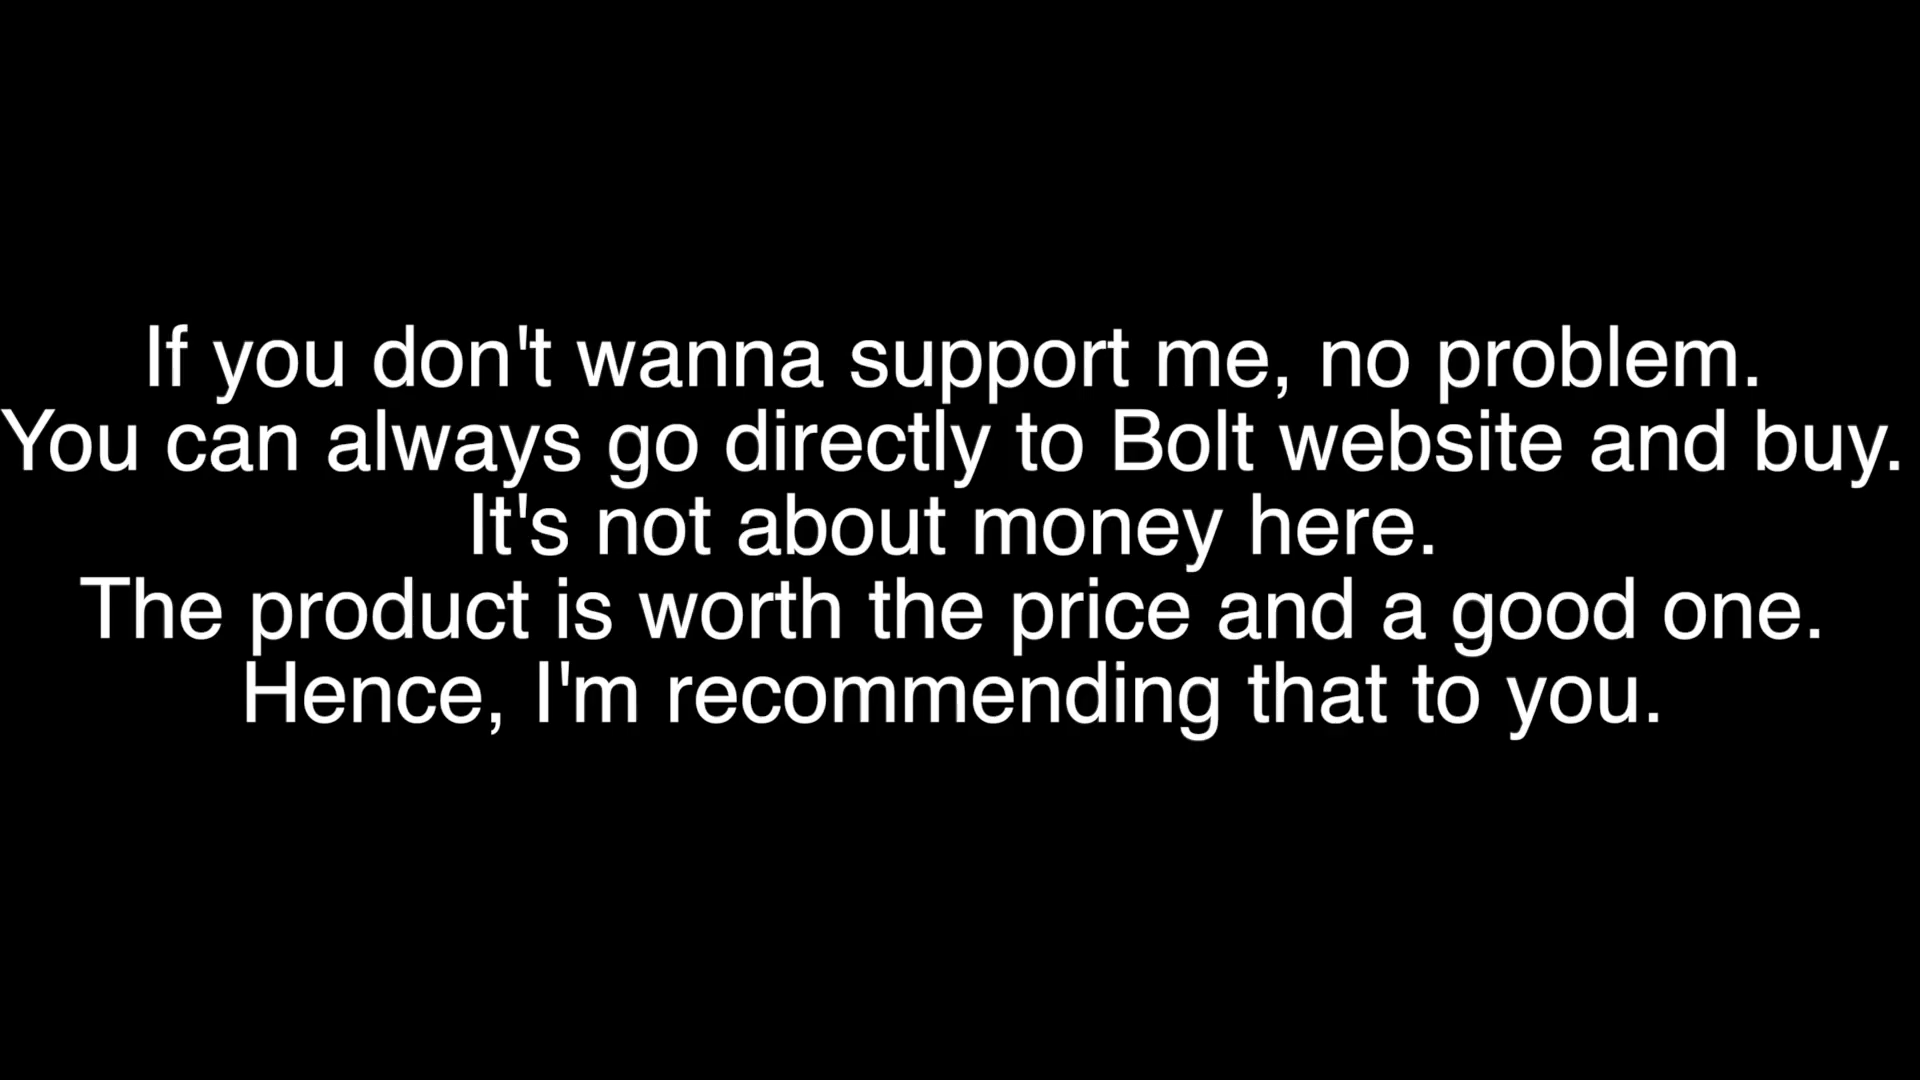 If you don't wanna support me, no problem.
You can always go directly to Bolt website and buy.
It's not about money here.
The product is worth the price and a good one.
Hence, I'm recommending that to you.